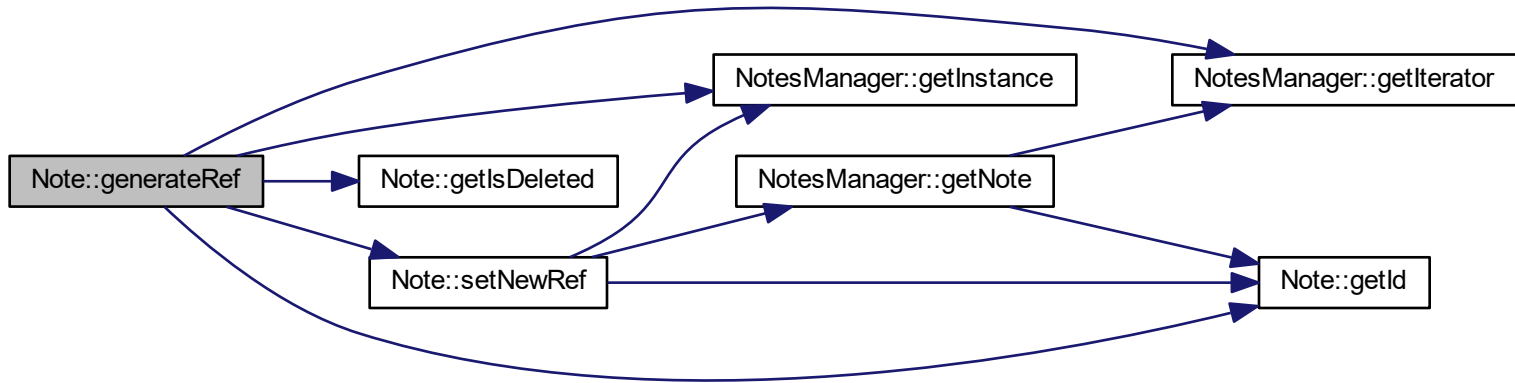 Note::generateRef
NotesManager::getInstance
Note::getIsDeleted
Note::setNewRef
NotesManager::getNote
NotesManager::getIterator
Note::getId